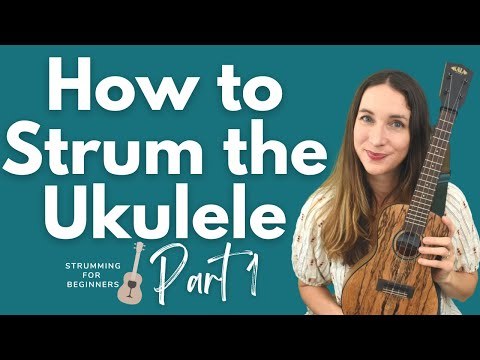 How to
Strum the
Ukulele
STRUMMING
FOR
BEGINNERS
Part 1